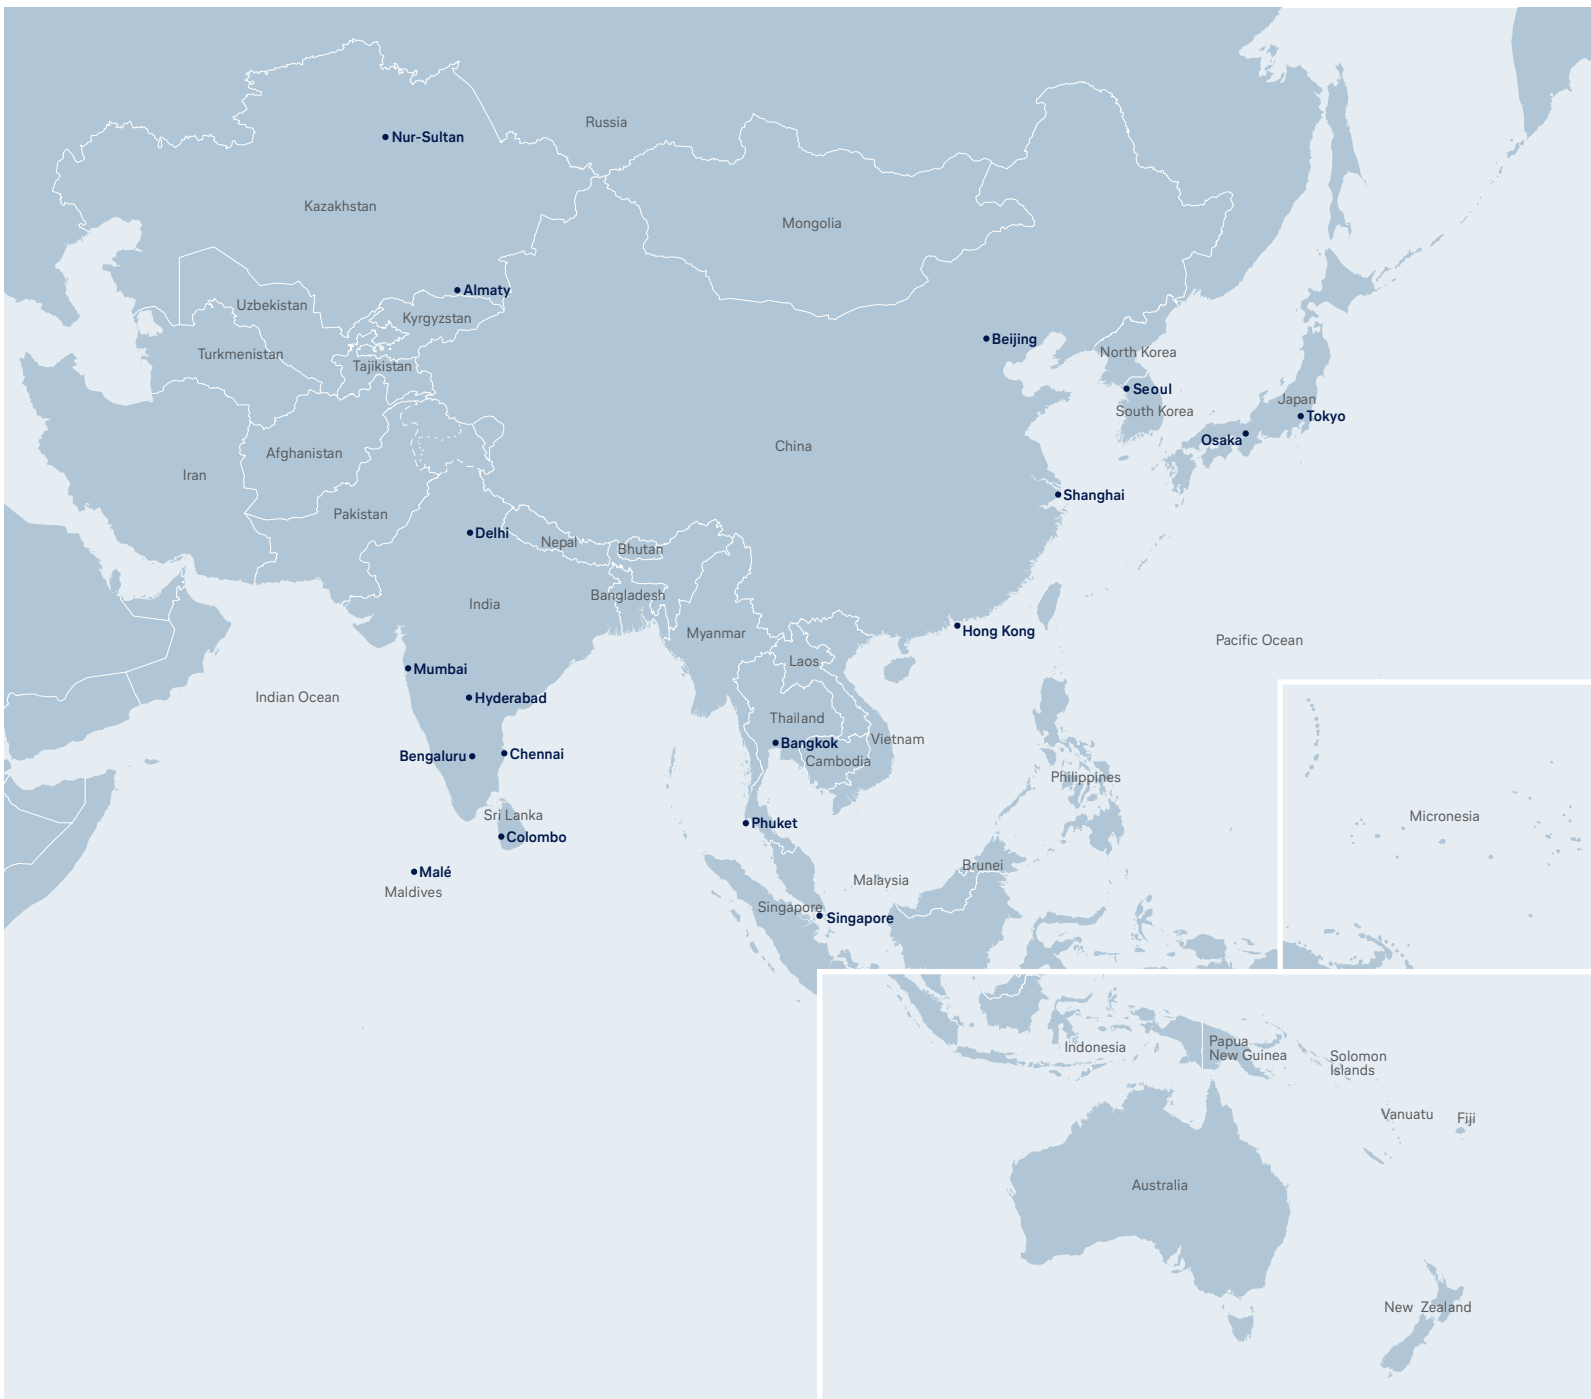 Russia
Nur-Sultan
Kazakhstan
Mongolia
Almaty
Uzbekistan
Kyrgyzstan
Beijing
Turkmenistan
North Korea
Tajikistan
Seoul
Japan
South Korea
Tokyo
Osaka
China
Afghanistan
Iran
Shanghai
Pakistan
Delhi
Nepal
Bhutan
Bangladesh
India
Hong Kong
Myanmar
Pacific Ocean
Laos
Mumbai
Indian Ocean
Hyderabad
Thailand
Vietnam
Bangkok
Bengaluru
Chennai
Cambodia
Philippines
Sri Lanka
Micronesia
Phuket
Colombo
Brunei
Malé
Malaysia
Maldives
Singapore
Singapore
Papua
New Guinea
Indonesia
Solomon
Islands
Vanuatu
Fiji
Australia
New Zealand